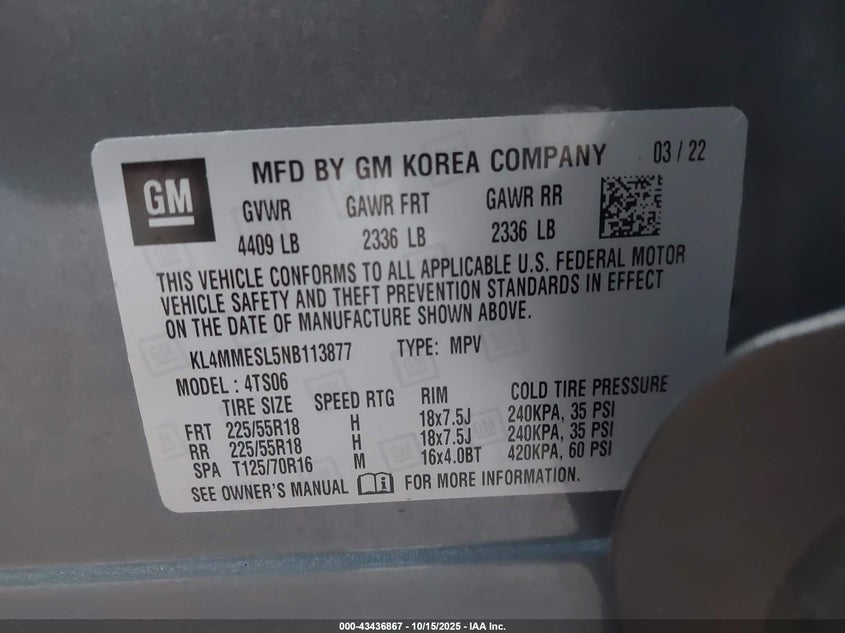 GM
MFD BY GM KOREA COMPANY 03 / 22
GVWR GAWR FRT GAWR RR
4409 LB 2336 LB 2336 LB
THIS VEHICLE CONFORMS TO ALL APPLICABLE U.S. FEDERAL MOTOR
VEHICLE SAFETY AND THEFT PREVENTION STANDARDS IN EFFECT
ON THE DATE OF MANUFACTURE SHOWN ABOVE.
KL4MMESL5NB113877 TYPE: MPV
MODEL : 4TS06
TIRE SIZE SPEED RTG RIM COLD TIRE PRESSURE
FRT 225/55R18 H 18x7.5J 240KPA, 35 PSI
RR 225/55R18 H 18x7.5J 240KPA, 35 PSI
SPA T125/70R16 M 16x4.0BT 420KPA, 60 PSI
SEE OWNER'S MANUAL i FOR MORE INFORMATION.
000-43436867 - 10/15/2025 - IAA Inc.